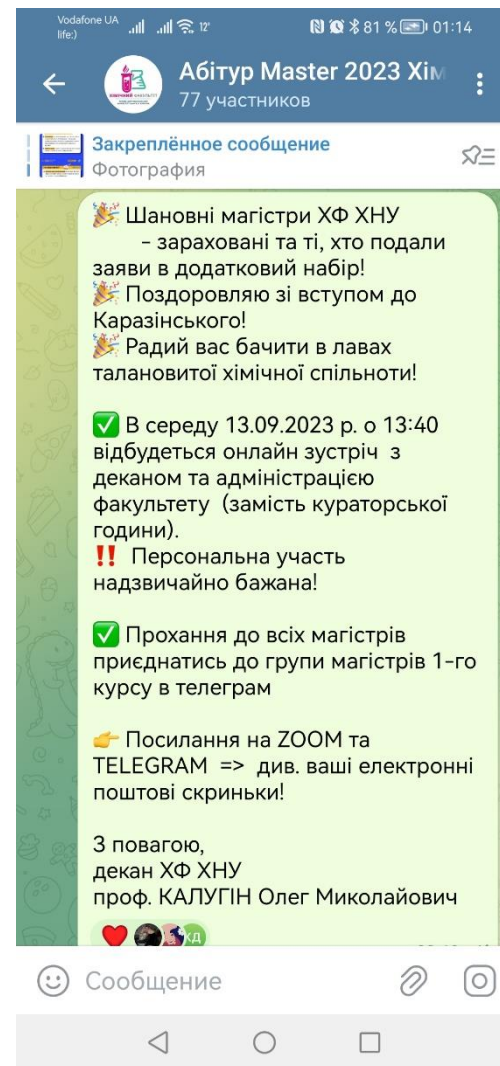 Vodafone UA
life:)
12°
81 %
01:14
Абітур Master 2023 Хім
77 участников
Закреплённое сообщение
Фотография
🎉 Шановні магістри ХФ ХНУ
– зараховані та ті, хто подали
заяви в додатковий набір!
🎉 Поздоровляю зі вступом до
Каразінського!
🎉 Радий вас бачити в лавах
талановитої хімічної спільноти!
✅ В середу 13.09.2023 р. о 13:40
відбудеться онлайн зустріч з
деканом та адміністрацією
факультету (замість кураторської
години).
‼️ Персональна участь
надзвичайно бажана!
✅ Прохання до всіх магістрів
приєднатись до групи магістрів 1-го
курсу в телеграм
👉 Посилання на ZOOM та
TELEGRAM => див. ваші електронні
поштові скриньки!
З повагою,
декан ХФ ХНУ
проф. КАЛУГІН Олег Миколайович
КД
Сообщение